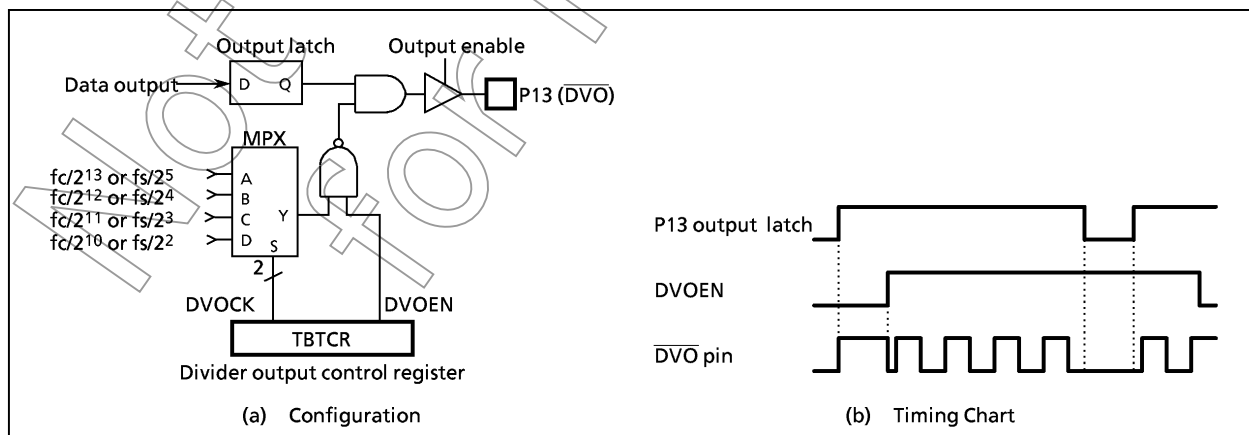 Output latch
Output enable
Data output
D Q
P13 (DVO)
MPX
fc/2¹³ or fs/2⁵
fc/2¹² or fs/2⁴
fc/2¹¹ or fs/2³
fc/2¹⁰ or fs/2²
A
B
C
D
Y
S
2
DVOCK
DVOEN
TBTCR
Divider output control register
(a) Configuration
P13 output latch
DVOEN
DVO pin
(b) Timing Chart
Not for